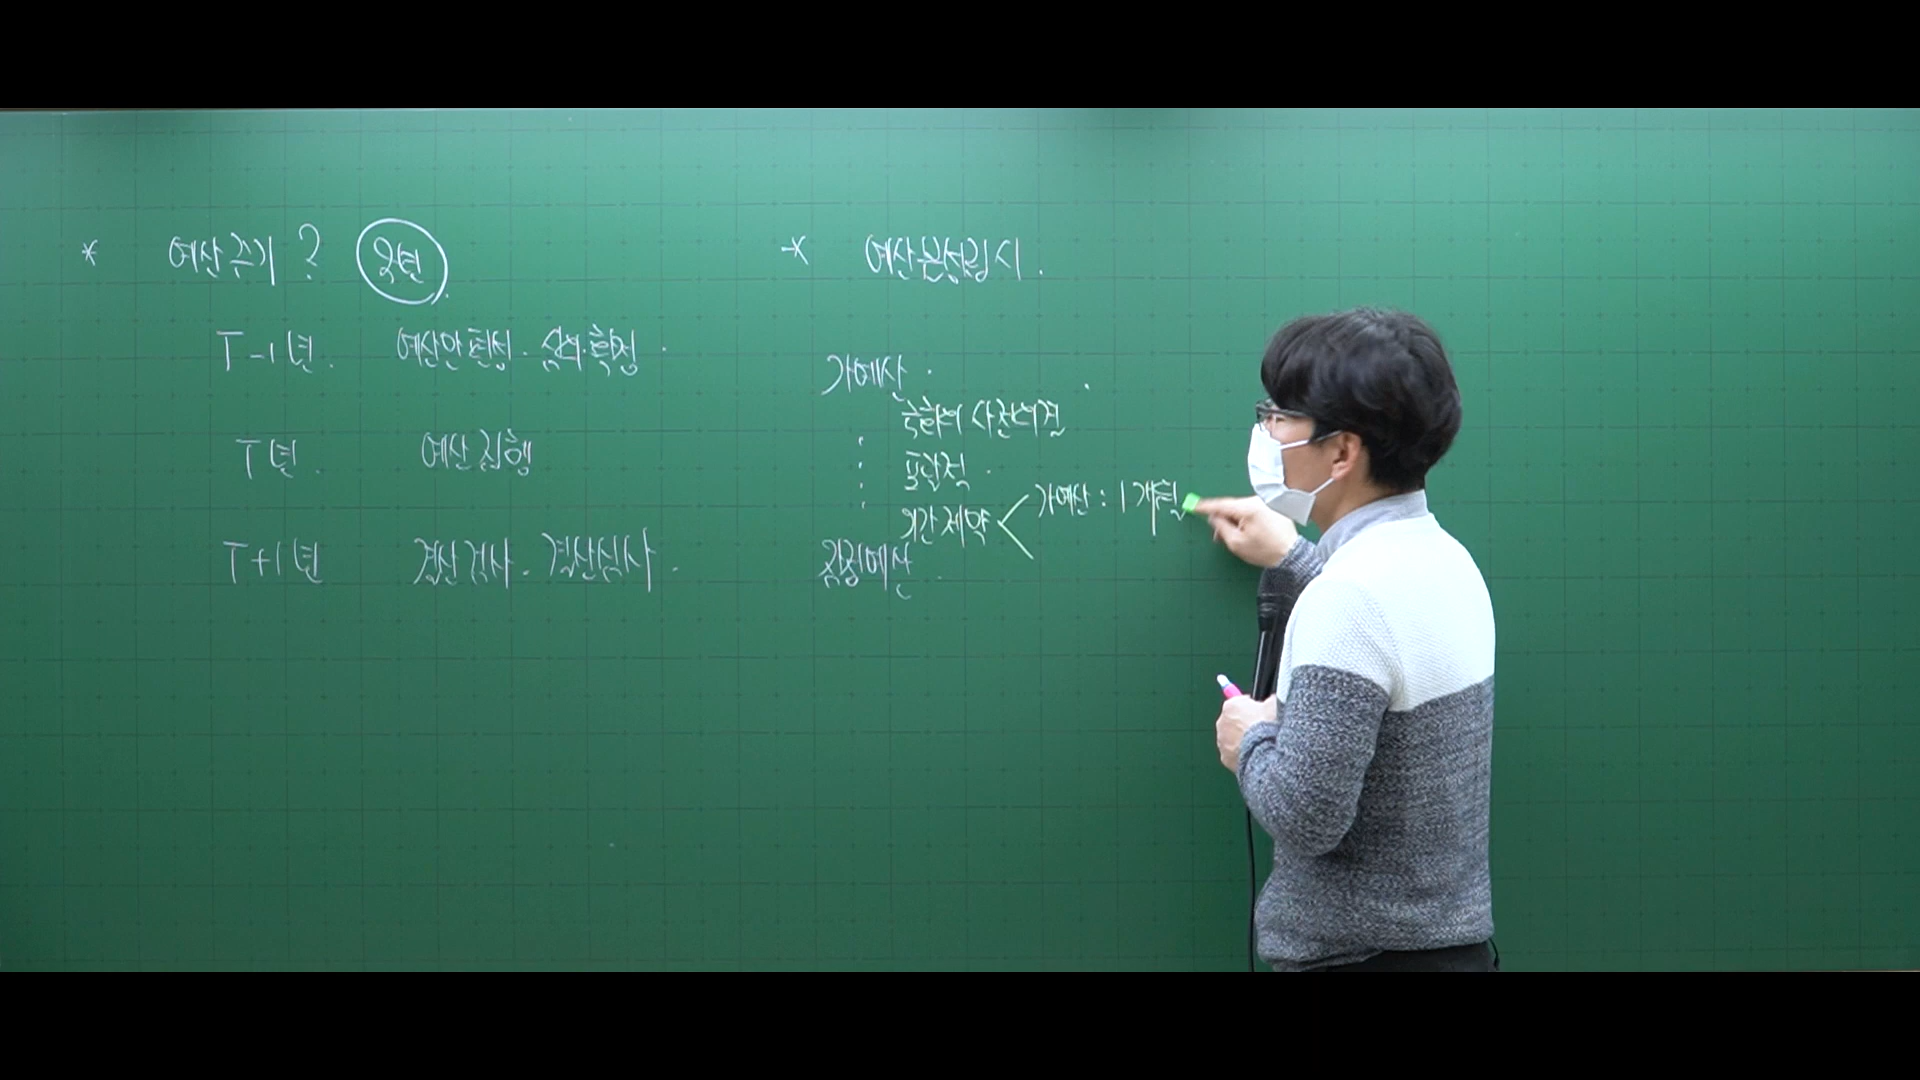 * 예산주기? 3년
T-1년. 예산안편성. 심의·확정.
T년. 예산집행
T+1년 결산검사. 결산심사.
* 예산불성립시.
가예산.
국회의 사전의결
포괄적.
기간제약 < 가예산 : 1개월
잠정예산.